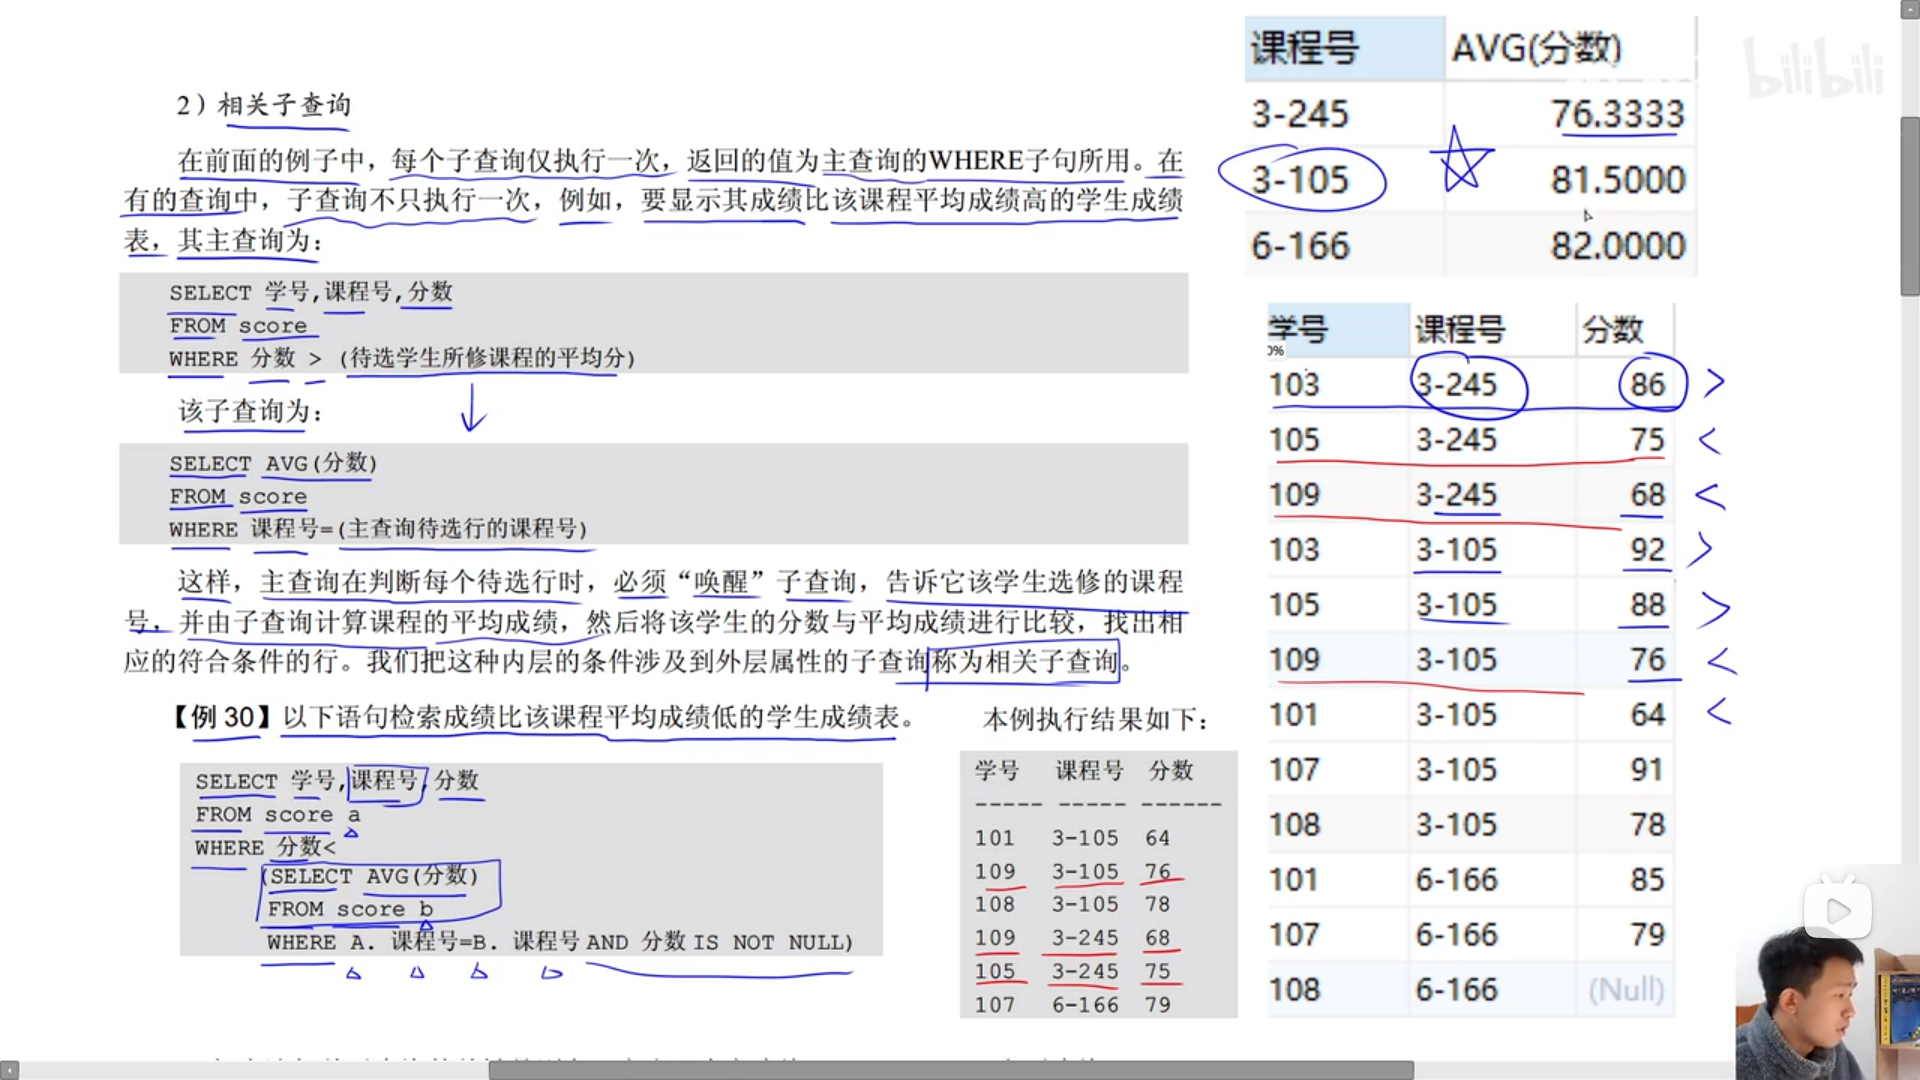 2）相关子查询
在前面的例子中，每个子查询仅执行一次，返回的值为主查询的WHERE子句所用。在
有的查询中，子查询不只执行一次，例如，要显示其成绩比该课程平均成绩高的学生成绩
表，其主查询为：
SELECT 学号,课程号,分数
FROM score
WHERE 分数 > (待选学生所修课程的平均分)
该子查询为：
SELECT AVG(分数)
FROM score
WHERE 课程号=(主查询待选行的课程号)
这样，主查询在判断每个待选行时，必须“唤醒”子查询，告诉它该学生选修的课程
号，并由子查询计算课程的平均成绩，然后将该学生的分数与平均成绩进行比较，找出相
应的符合条件的行。我们把这种内层的条件涉及到外层属性的子查询称为相关子查询。
【例 30】以下语句检索成绩比该课程平均成绩低的学生成绩表。
SELECT 学号,课程号,分数
FROM score a
WHERE 分数<
(SELECT AVG(分数)
FROM score b
WHERE A. 课程号=B. 课程号 AND 分数 IS NOT NULL)
本例执行结果如下：
学号 课程号 分数
----- ----- ------
101 3-105 64
109 3-105 76
108 3-105 78
109 3-245 68
105 3-245 75
107 6-166 79
课程号 AVG(分数)
3-245 76.3333
3-105 81.5000
6-166 82.0000
bilibili
学号 课程号 分数
0%
103 3-245 86 >
105 3-245 75 <
109 3-245 68 <
103 3-105 92 >
105 3-105 88 >
109 3-105 76 <
101 3-105 64 <
107 3-105 91
108 3-105 78
101 6-166 85
107 6-166 79
108 6-166 (Null)